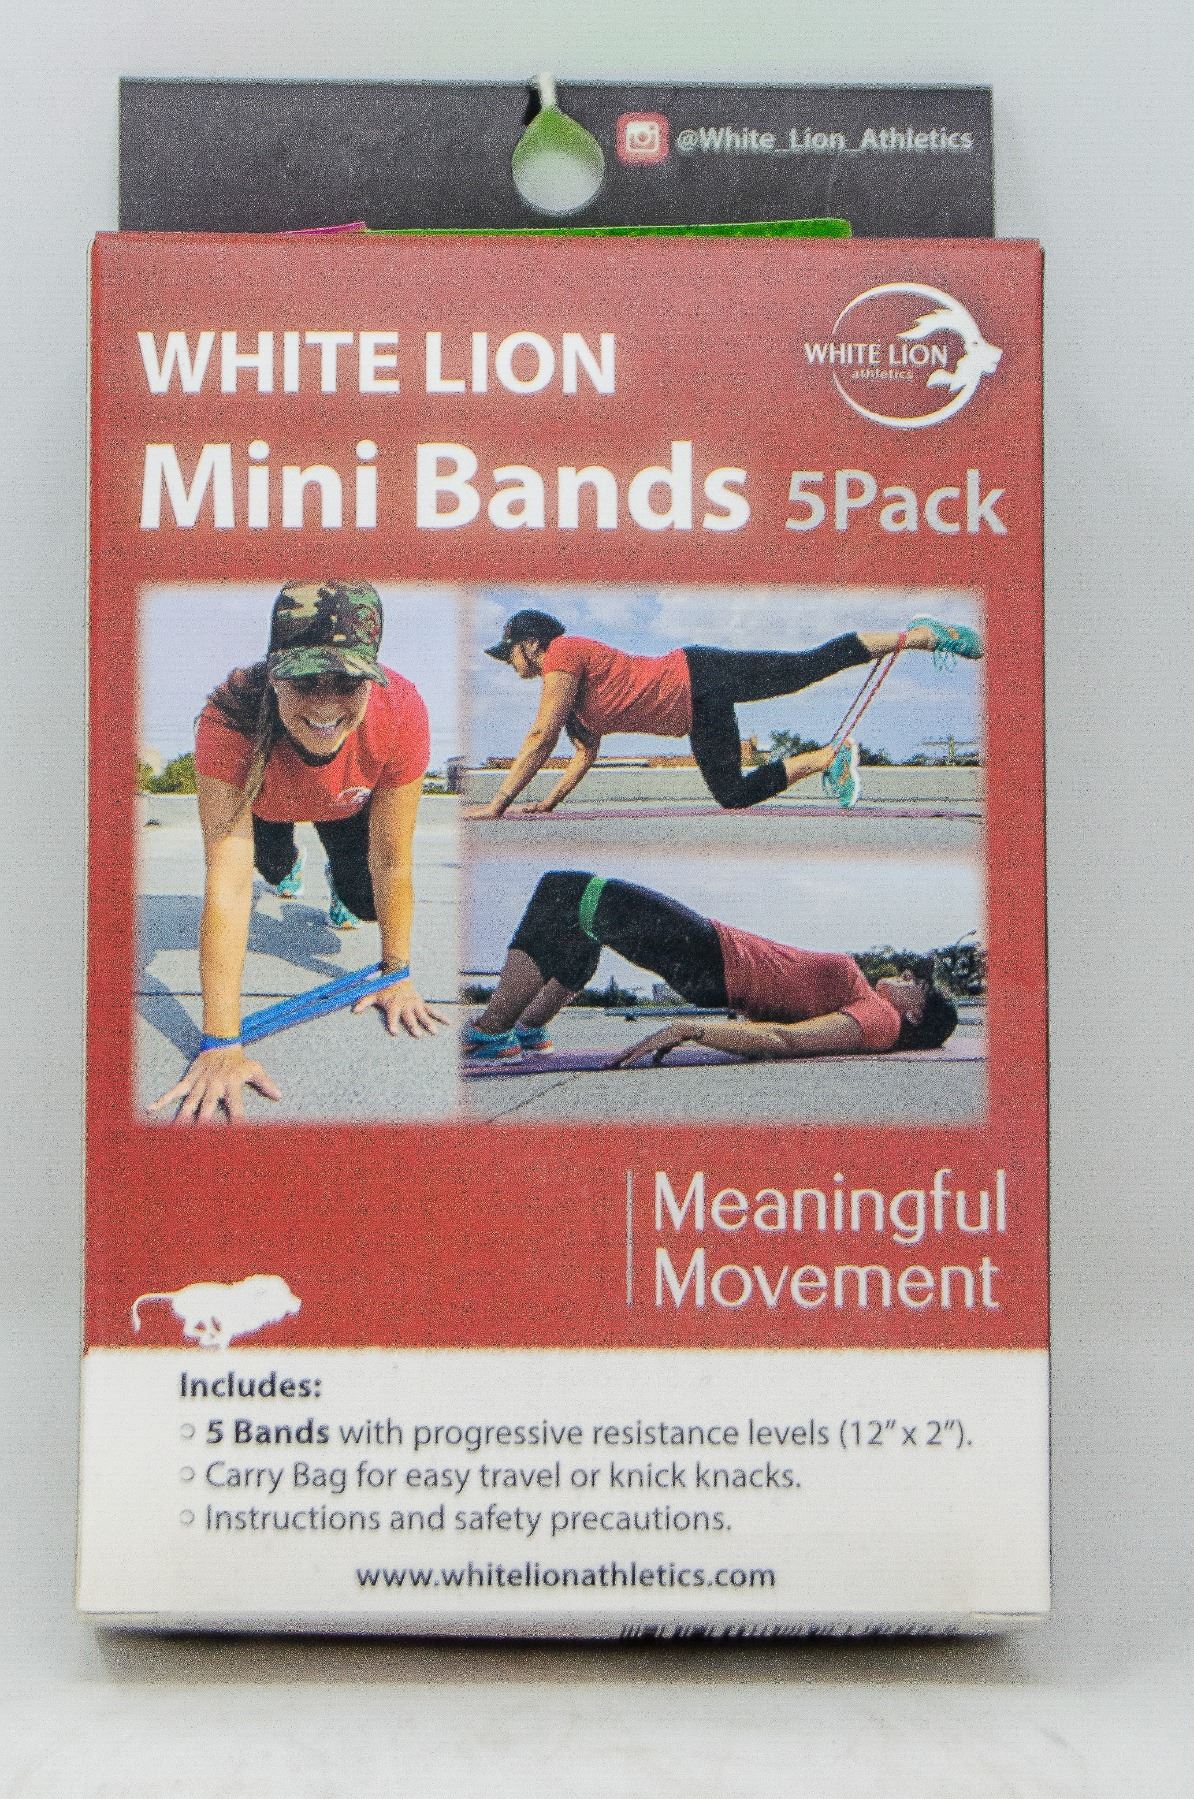 @White_Lion_Athletics
WHITE LION
athletics
WHITE LION
Mini Bands 5Pack
Meaningful
Movement
Includes:
5 Bands with progressive resistance levels (12” x 2”).
Carry Bag for easy travel or knick knacks.
Instructions and safety precautions.
www.whitelionathletics.com